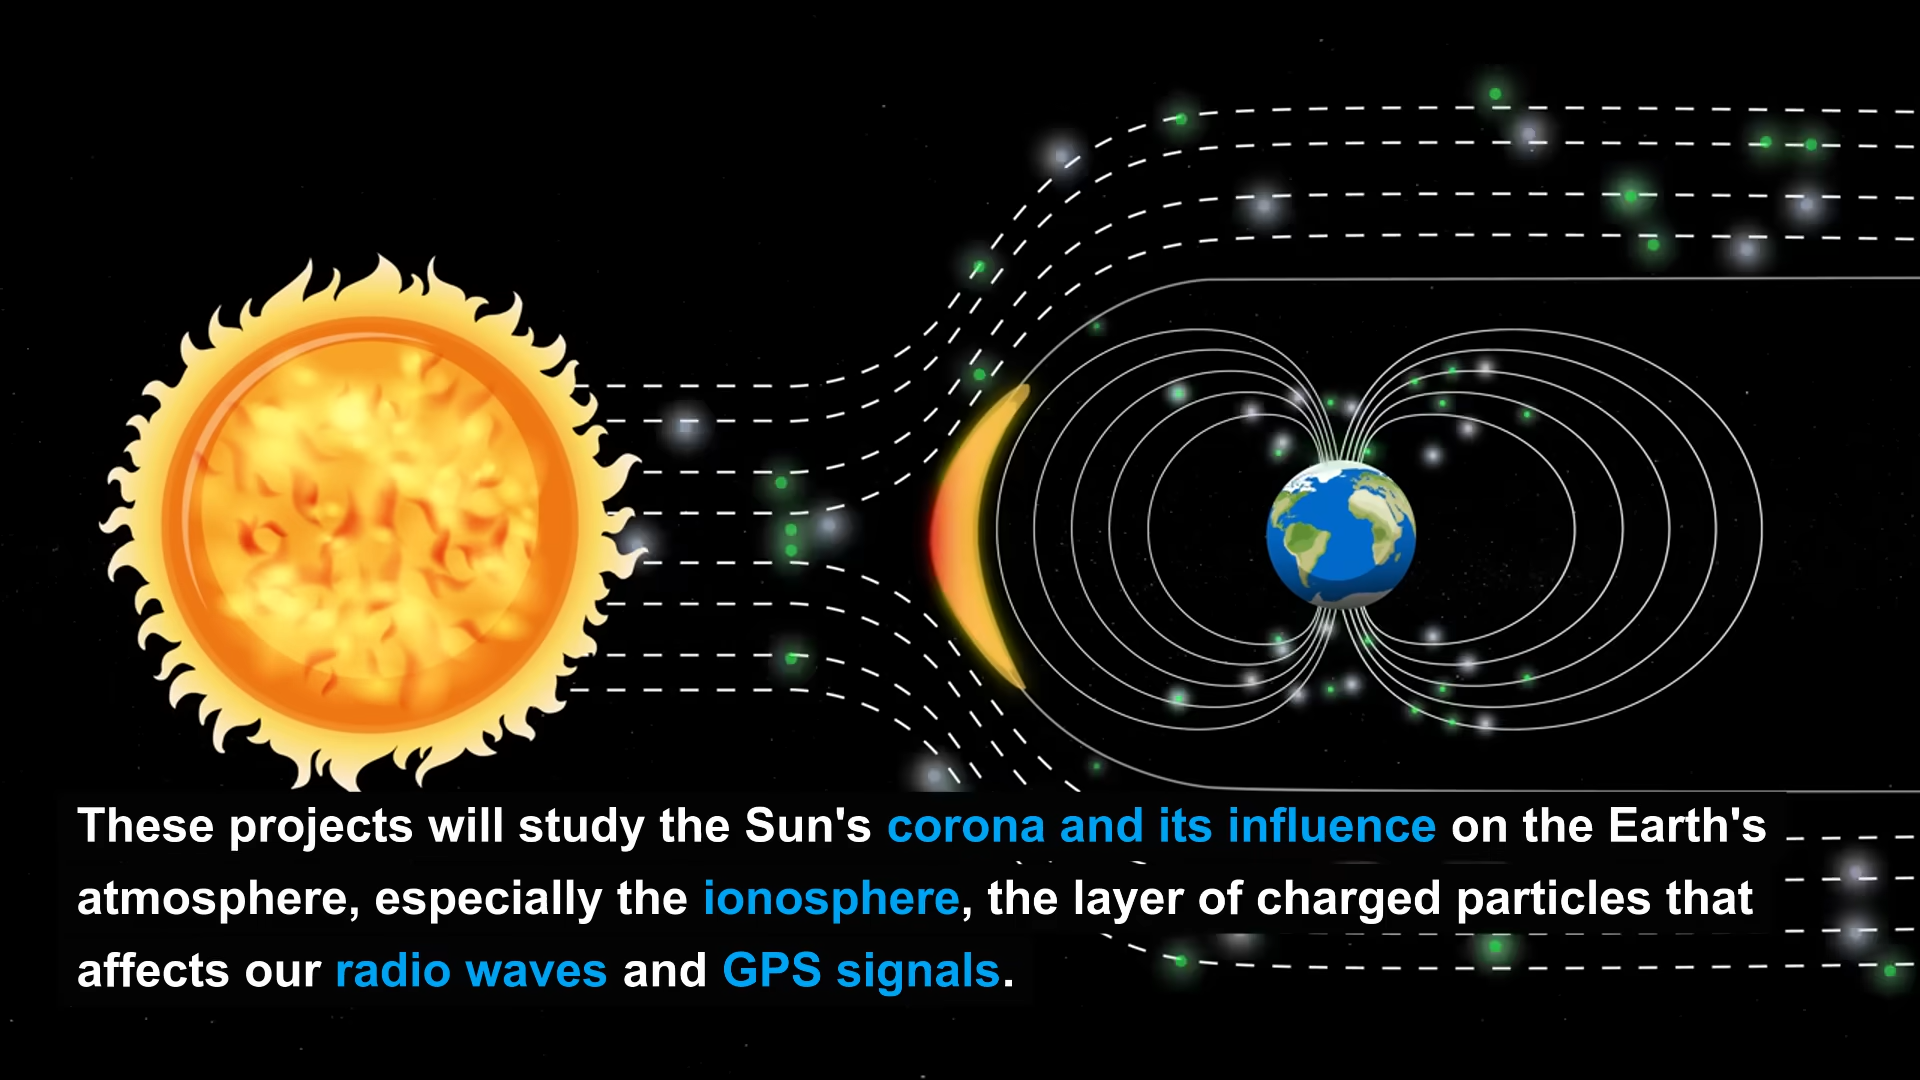 These projects will study the Sun's corona and its influence on the Earth's
atmosphere, especially the ionosphere, the layer of charged particles that
affects our radio waves and GPS signals.